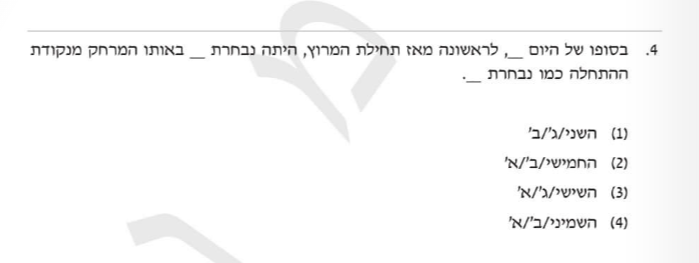 4. בסופו של היום __, לראשונה מאז תחילת המרוץ, היתה נבחרת __ באותו המרחק מנקודת
ההתחלה כמו נבחרת __.
(1) השני/ג'/ב'
(2) החמישי/ב'/א'
(3) השישי/ג'/א'
(4) השמיני/ב'/א'